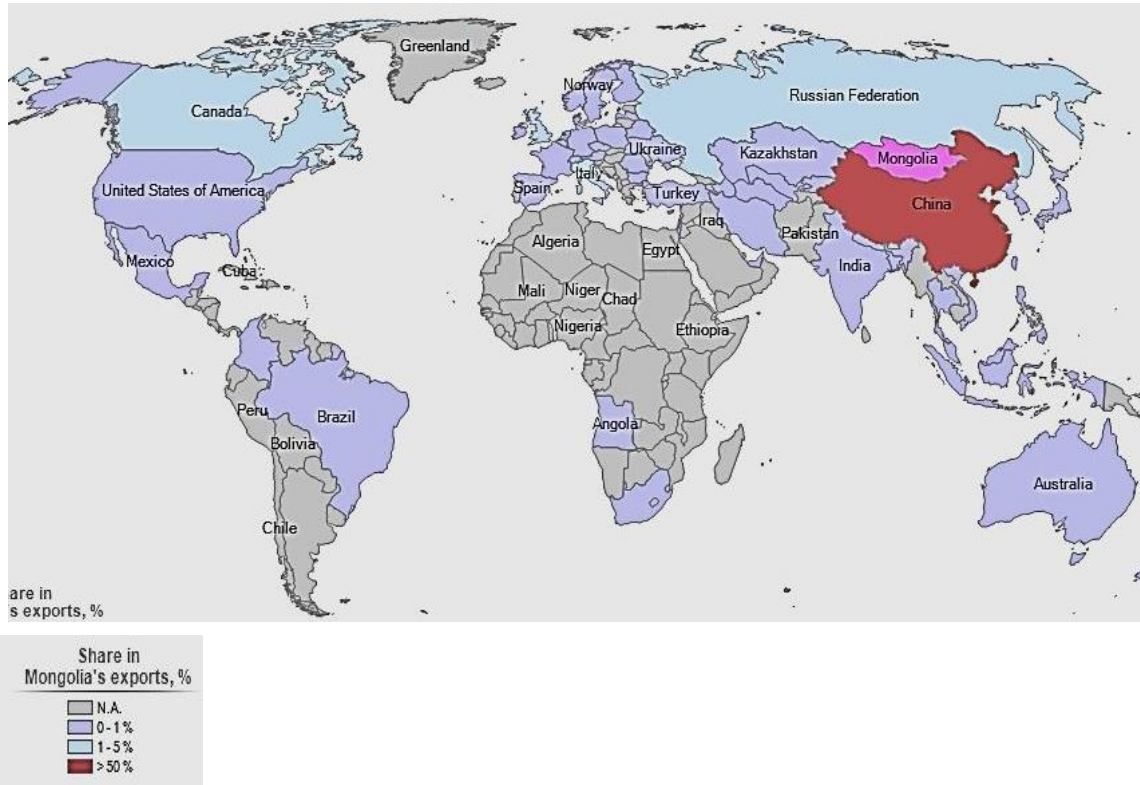 Greenland
Canada
Norway
Russian Federation
Ukraine
Kazakhstan
Mongolia
United States of America
Spain
Italy
Turkey
China
Mexico
Cuba
Algeria
Egypt
Iraq
Pakistan
India
Mali
Niger
Chad
Nigeria
Ethiopia
Peru
Brazil
Bolivia
Angola
Australia
Chile
are in
s exports, %
Share in
Mongolia's exports, %
N.A.
0-1%
1-5%
>50%